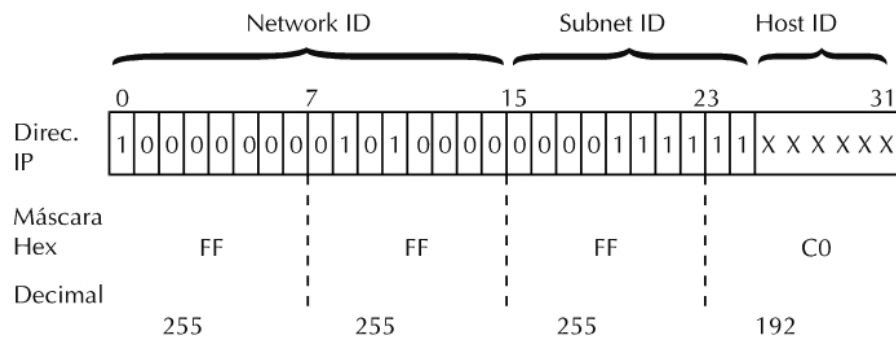 Network ID Subnet ID Host ID
0 7 15 23 31
Direc. IP
1 0 0 0 0 0 0 0 0 1 0 1 0 0 0 0 0 0 0 0 1 1 1 1 1 1 X X X X X X
Máscara
Hex FF FF FF C0
Decimal
255 255 255 192